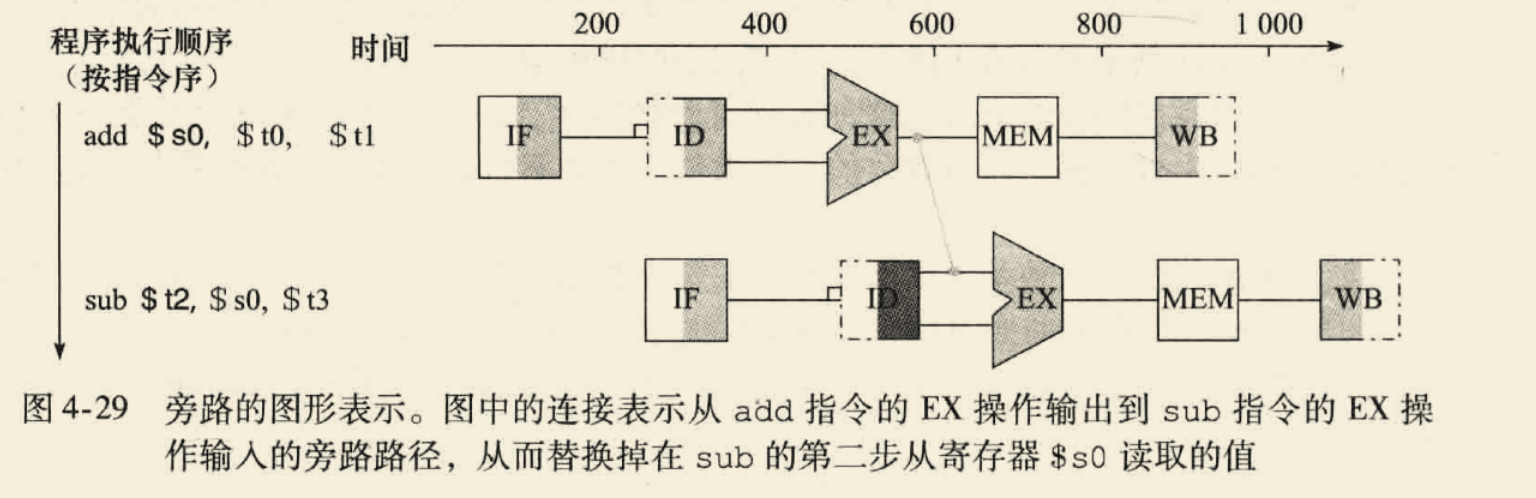 200 400 600 800 1 000
程序执行顺序 时间
（按指令序）
add $s0, $t0, $t1 IF ID EX MEM WB
sub $t2, $s0, $t3 IF ID EX MEM WB
图 4-29 旁路的图形表示。图中的连接表示从 add 指令的 EX 操作输出到 sub 指令的 EX 操
作输入的旁路路径，从而替换掉在 sub 的第二步从寄存器 $s0 读取的值